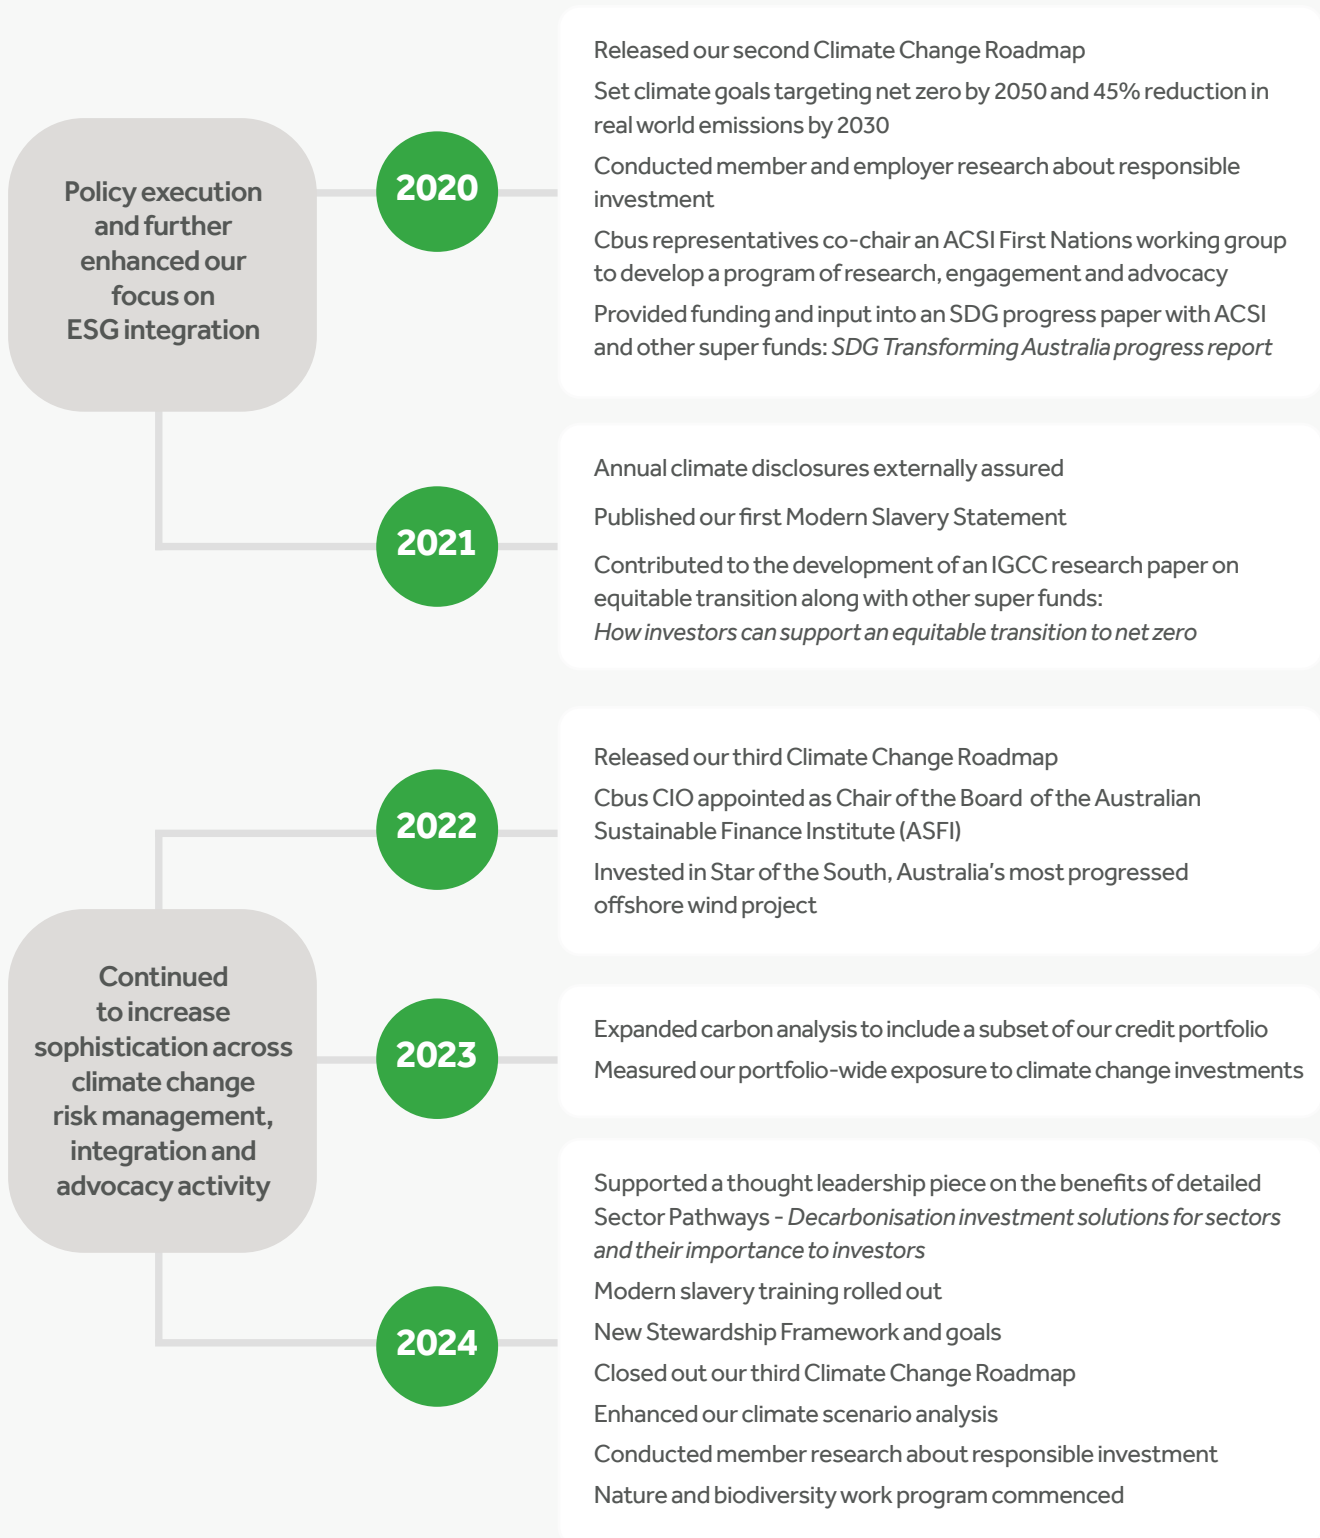 Policy execution
and further
enhanced our
focus on
ESG integration
2020
Released our second Climate Change Roadmap
Set climate goals targeting net zero by 2050 and 45% reduction in
real world emissions by 2030
Conducted member and employer research about responsible
investment
Cbus representatives co-chair an ACSI First Nations working group
to develop a program of research, engagement and advocacy
Provided funding and input into an SDG progress paper with ACSI
and other super funds: SDG Transforming Australia progress report
2021
Annual climate disclosures externally assured
Published our first Modern Slavery Statement
Contributed to the development of an IGCC research paper on
equitable transition along with other super funds:
How investors can support an equitable transition to net zero
Continued
to increase
sophistication across
climate change
risk management,
integration and
advocacy activity
2022
Released our third Climate Change Roadmap
Cbus CIO appointed as Chair of the Board of the Australian
Sustainable Finance Institute (ASFI)
Invested in Star of the South, Australia's most progressed
offshore wind project
2023
Expanded carbon analysis to include a subset of our credit portfolio
Measured our portfolio-wide exposure to climate change investments
2024
Supported a thought leadership piece on the benefits of detailed
Sector Pathways - Decarbonisation investment solutions for sectors
and their importance to investors
Modern slavery training rolled out
New Stewardship Framework and goals
Closed out our third Climate Change Roadmap
Enhanced our climate scenario analysis
Conducted member research about responsible investment
Nature and biodiversity work program commenced